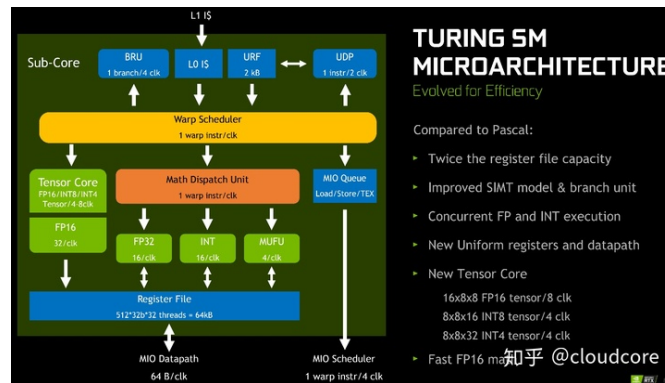 L1 I$
Sub-Core
BRU
1 branch/4 clk
L0 I$
URF
2 kB
UDP
1 instr/2 clk
Warp Scheduler
1 warp instr/clk
Tensor Core
FP16/INT8/INT4
Tensor/4-8clk
FP16
32/clk
Math Dispatch Unit
1 warp instr/clk
MIO Queue
Load/Store/TEX
FP32
16/clk
INT
16/clk
MUFU
4/clk
Register File
512*32b*32 threads = 64kB
MIO Datapath
64 B/clk
MIO Scheduler
1 warp instr/4 clk
TURING SM
MICROARCHITECTURE
Evolved for Efficiency
Compared to Pascal:
Twice the register file capacity
Improved SIMT model & branch unit
Concurrent FP and INT execution
New Uniform registers and datapath
New Tensor Core
16x8x8 FP16 tensor/8 clk
8x8x16 INT8 tensor/4 clk
8x8x32 INT4 tensor/4 clk
Fast FP16
知乎 @cloudcore